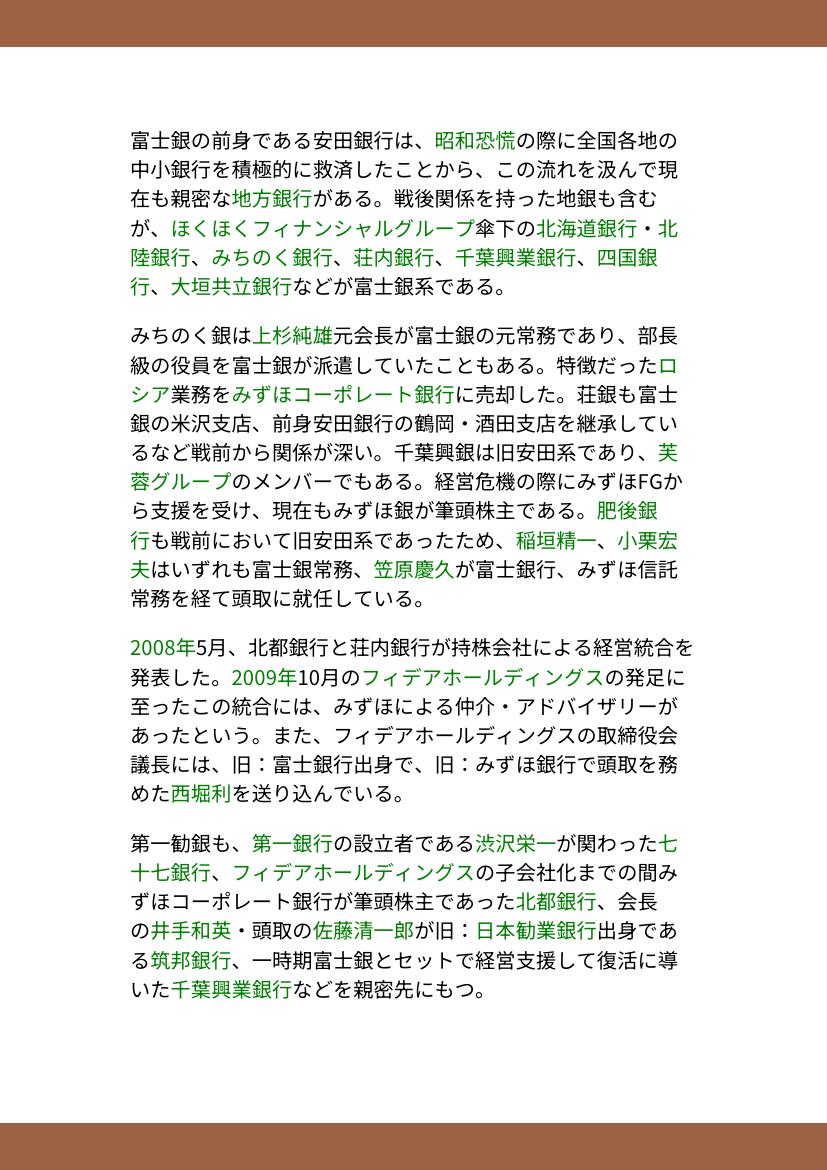 富士銀の前身である安田銀行は、昭和恐慌の際に全国各地の
中小銀行を積極的に救済したことから、この流れを汲んで現
在も親密な地方銀行がある。戦後関係を持った地銀も含む
が、ほくほくフィナンシャルグループ傘下の北海道銀行・北
陸銀行、みちのく銀行、荘内銀行、千葉興業銀行、四国銀
行、大垣共立銀行などが富士銀系である。
みちのく銀は上杉純雄元会長が富士銀の元常務であり、部長
級の役員を富士銀が派遣していたこともある。特徴だったロ
シア業務をみずほコーポレート銀行に売却した。荘銀も富士
銀の米沢支店、前身安田銀行の鶴岡・酒田支店を継承してい
るなど戦前から関係が深い。千葉興銀は旧安田系であり、芙
蓉グループのメンバーでもある。経営危機の際にみずほFGか
ら支援を受け、現在もみずほ銀が筆頭株主である。肥後銀
行も戦前において旧安田系であったため、稲垣精一、小栗宏
夫はいずれも富士銀常務、笠原慶久が富士銀行、みずほ信託
常務を経て頭取に就任している。
2008年5月、北都銀行と荘内銀行が持株会社による経営統合を
発表した。2009年10月のフィデアホールディングスの発足に
至ったこの統合には、みずほによる仲介・アドバイザリーが
あったという。また、フィデアホールディングスの取締役会
議長には、旧：富士銀行出身で、旧：みずほ銀行で頭取を務
めた西堀利を送り込んでいる。
第一勧銀も、第一銀行の設立者である渋沢栄一が関わった七
十七銀行、フィデアホールディングスの子会社化までの間み
ずほコーポレート銀行が筆頭株主であった北都銀行、会長
の井手和英・頭取の佐藤清一郎が旧：日本勧業銀行出身であ
る筑邦銀行、一時期富士銀とセットで経営支援して復活に導
いた千葉興業銀行などを親密先にもつ。